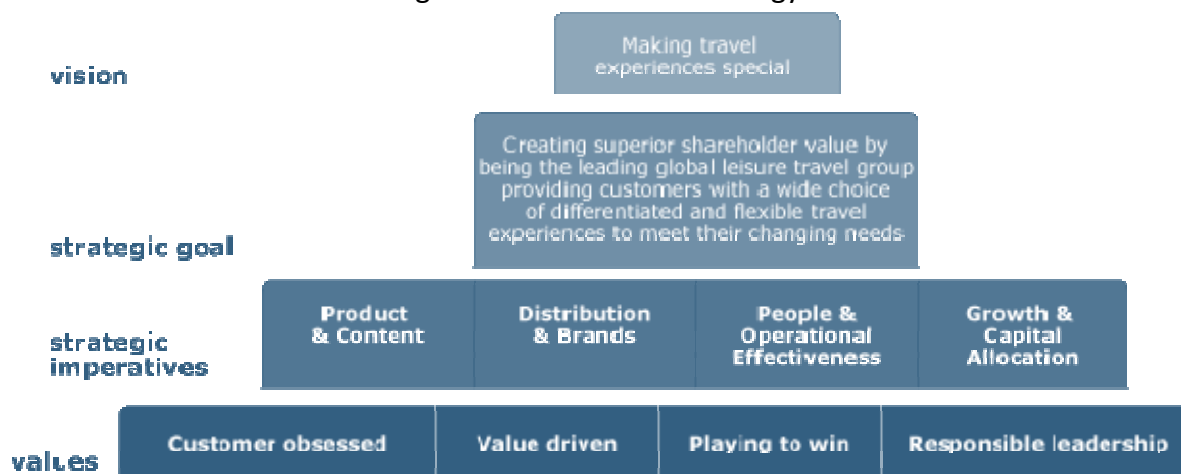 Making travel
experiences special
vision
Creating superior shareholder value by
being the leading global leisure travel group
providing customers with a wide choice
of differentiated and flexible travel
experiences to meet their changing needs
strategic goal
Product
& Content
Distribution
& Brands
People &
Operational
Effectiveness
Growth &
Capital
Allocation
strategic
imperatives
values
Customer obsessed
Value driven
Playing to win
Responsible leadership